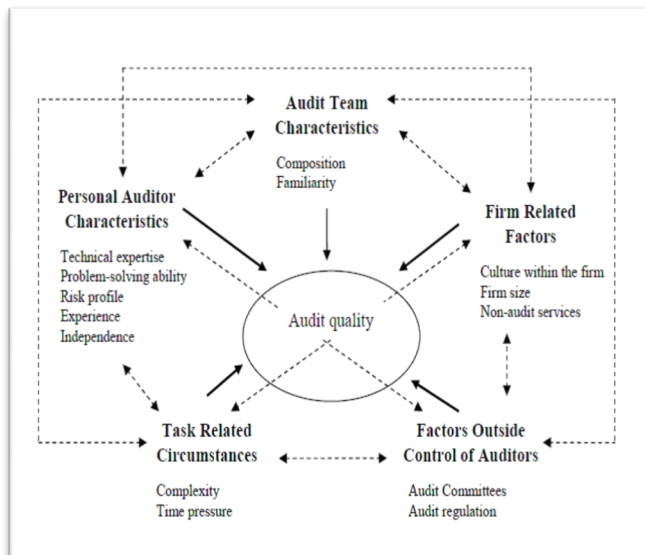 Audit Team
Characteristics
Composition
Familiarity
Personal Auditor
Characteristics
Technical expertise
Problem-solving ability
Risk profile
Experience
Independence
Firm Related
Factors
Culture within the firm
Firm size
Non-audit services
Audit quality
Task Related
Circumstances
Complexity
Time pressure
Factors Outside
Control of Auditors
Audit Committees
Audit regulation